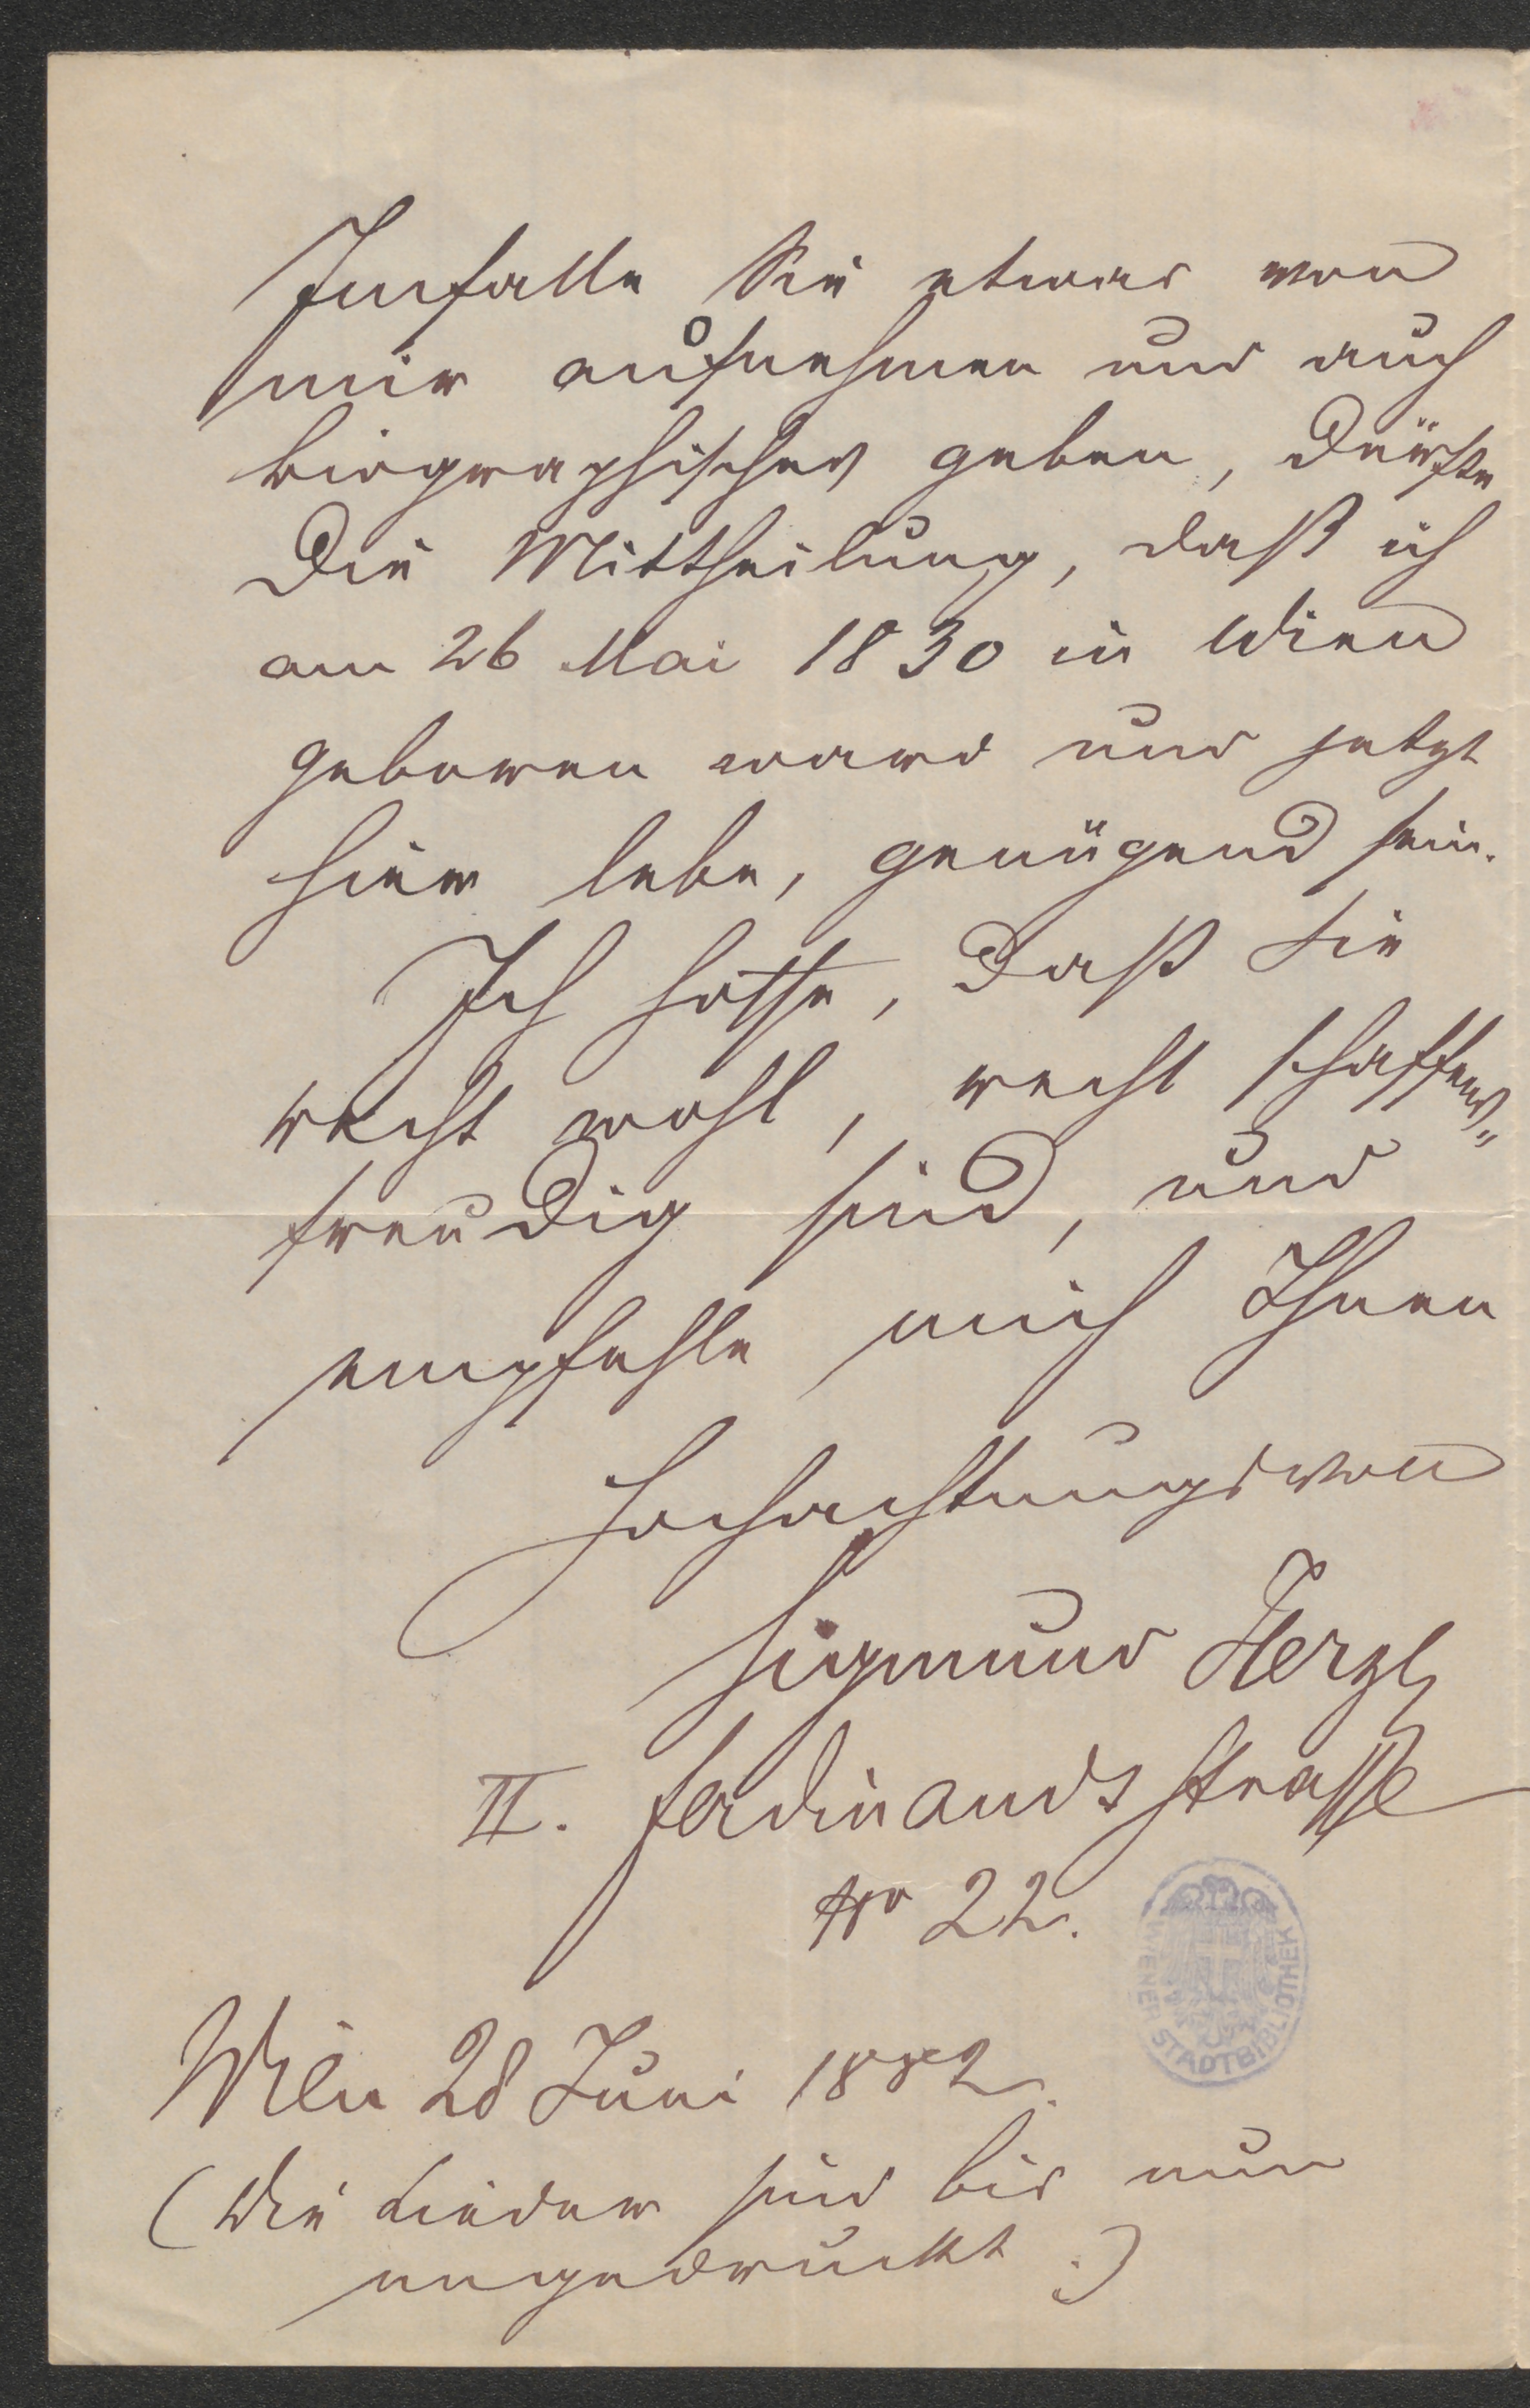 Imfalle Sie etwas von
mir aufnehmen und auch
biographisches geben, dürfte
die Mittheilung, daß ich
am 26 Mai 1830 in Wien
geboren ward und jetzt
hier lebe, genügend sein.
Ich hoffe, daß Sie
recht wohl, recht schaffens„
freudig sind, und
empfehle mich Ihnen
hochachtungsvoll
Sigmund Herzl
II. Ferdinandsstrasse
No 22.
WIENER STADTBIBLIOTHEK
Wien 28 Juni 1882.
(Die Lieder sind bis nun
ungedruckt.)